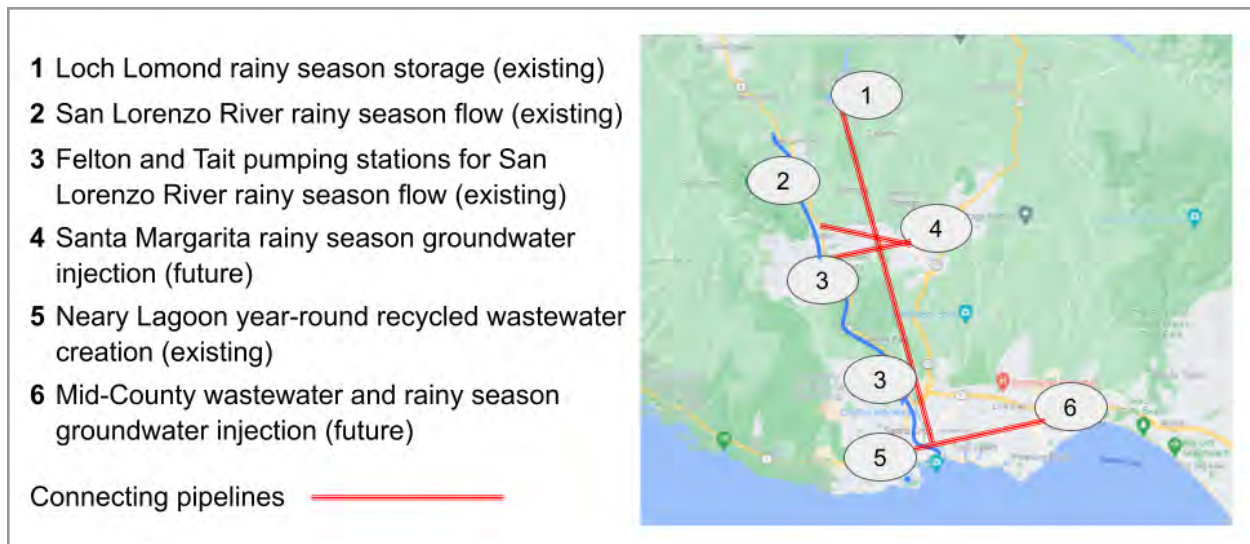 1 Loch Lomond rainy season storage (existing)
2 San Lorenzo River rainy season flow (existing)
3 Felton and Tait pumping stations for San
Lorenzo River rainy season flow (existing)
4 Santa Margarita rainy season groundwater
injection (future)
5 Neary Lagoon year-round recycled wastewater
creation (existing)
6 Mid-County wastewater and rainy season
groundwater injection (future)
Connecting pipelines
1
2
4
3
3
6
5